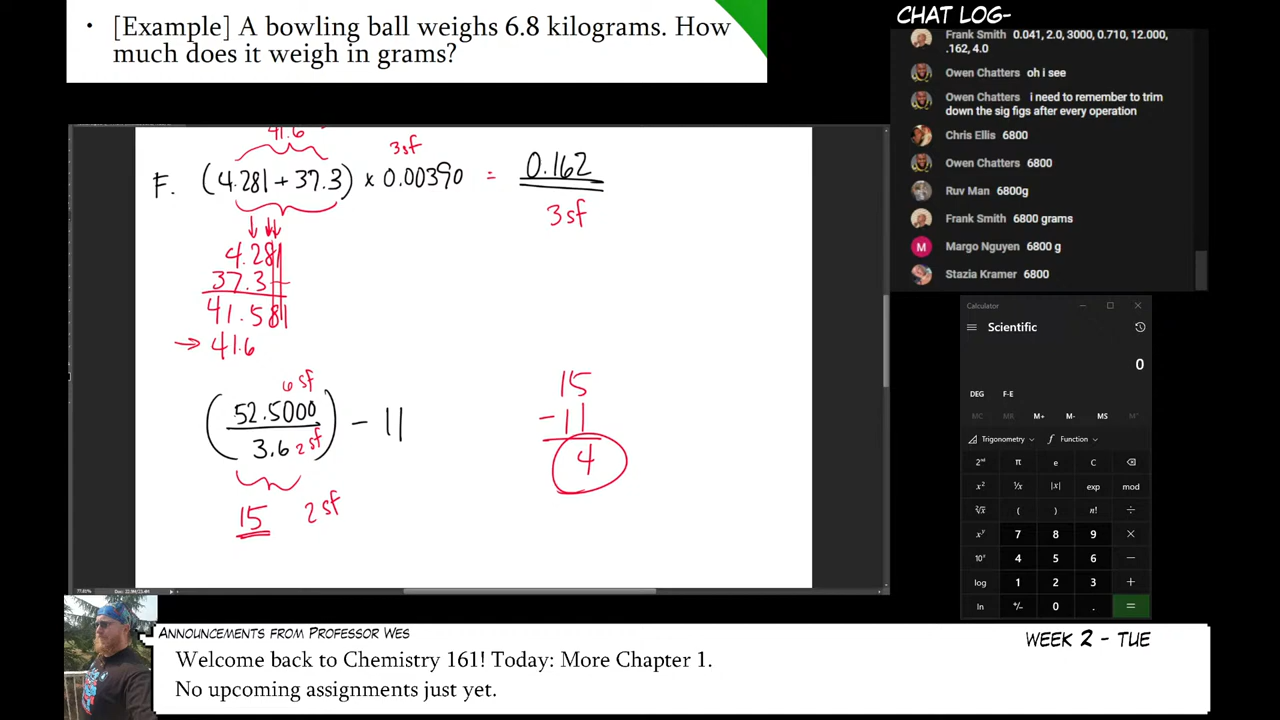 • [Example] A bowling ball weighs 6.8 kilograms. How
much does it weigh in grams?
CHAT LOG-
Frank Smith 0.041, 2.0, 3000, 0.710, 12.000,
.162, 4.0
Owen Chatters oh i see
Owen Chatters i need to remember to trim
down the sig figs after every operation
Chris Ellis 6800
Owen Chatters 6800
Ruv Man 6800g
Frank Smith 6800 grams
M Margo Nguyen 6800 g
Stazia Kramer 6800
41.6
3sf
F. (4.281 + 37.3) x 0.00390 = 0.162
3sf
4.281
37.3
41.581
→ 41.6
6 sf
(52.5000 / 3.6 2sf) - 11
15 2 sf
15
- 11
4
Calculator
Scientific
0
DEG F-E
MC MR M+ M- MS M˅
Trigonometry Function
2ⁿᵈ π e C
x² ¹/x |x| exp mod
²√x ( ) n! ÷
xʸ 7 8 9 ×
10ˣ 4 5 6 −
log 1 2 3 +
ln +/- 0 . =
ANNOUNCEMENTS FROM PROFESSOR WES
WEEK 2 - TUE
Welcome back to Chemistry 161! Today: More Chapter 1.
No upcoming assignments just yet.